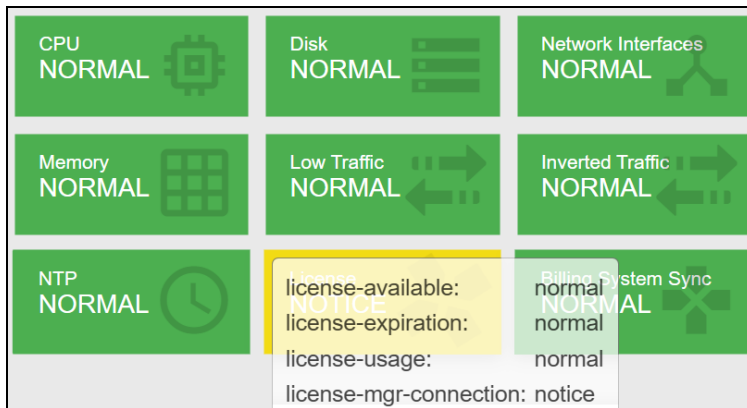 CPU
NORMAL
Disk
NORMAL
Network Interfaces
NORMAL
Memory
NORMAL
Low Traffic
NORMAL
Inverted Traffic
NORMAL
NTP
NORMAL
License
NOTICE
Billing System Sync
NORMAL
license-available: normal
license-expiration: normal
license-usage: normal
license-mgr-connection: notice